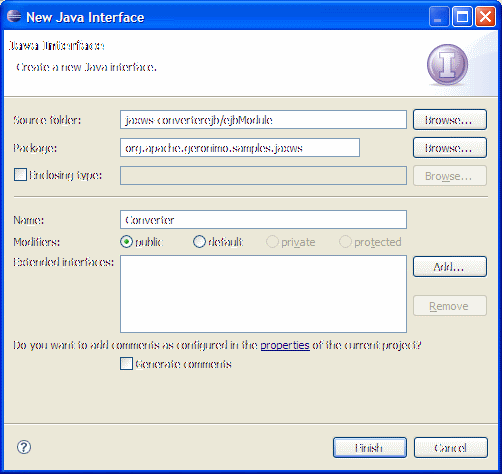 New Java Interface
Java Interface
Create a new Java interface.
Source folder: jaxws-converterejb/ejbModule Browse...
Package: org.apache.geronimo.samples.jaxws Browse...
Enclosing type: Browse...
Name: Converter
Modifiers: public default private protected
Extended interfaces: Add...
Remove
Do you want to add comments as configured in the properties of the current project?
Generate comments
? Finish Cancel